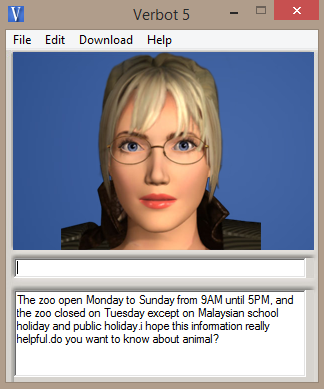 Verbot 5
File Edit Download Help
The zoo open Monday to Sunday from 9AM until 5PM, and
the zoo closed on Tuesday except on Malaysian school
holiday and public holiday.i hope this information really
helpful.do you want to know about animal?